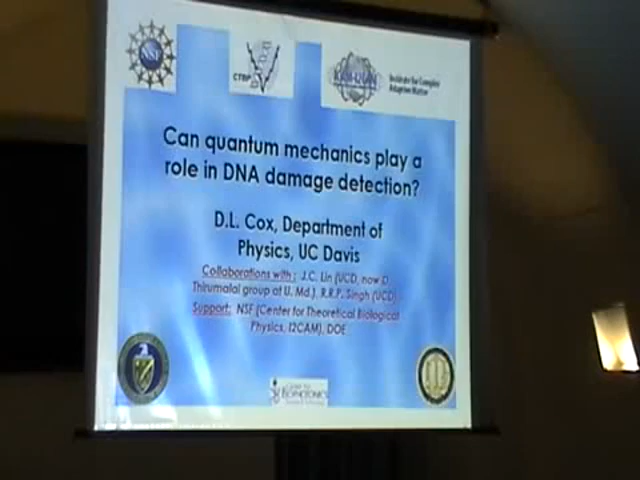 NSF
CTBP
Institute for Complex
Adaptive Matter
Can quantum mechanics play a
role in DNA damage detection?
D.L. Cox, Department of
Physics, UC Davis
Collaborations with: J.C. Lin (UCD, now D.
Thirumalai group at U. Md.), R.R.P. Singh (UCD)
Support: NSF (Center for Theoretical Biological
Physics, I2CAM), DOE
BIOPHOTONICS